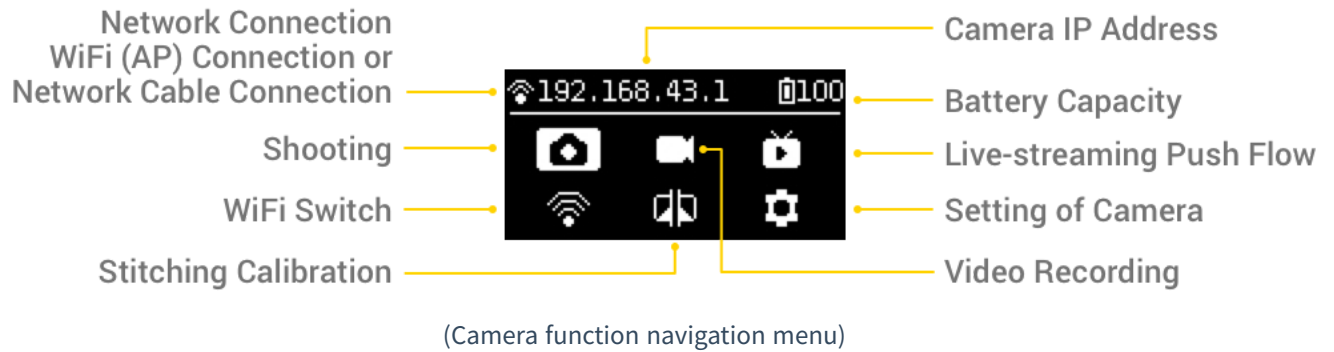 Network Connection
WiFi (AP) Connection or
Network Cable Connection
Shooting
WiFi Switch
Stitching Calibration
192.168.43.1 100
Camera IP Address
Battery Capacity
Live-streaming Push Flow
Setting of Camera
Video Recording
(Camera function navigation menu)